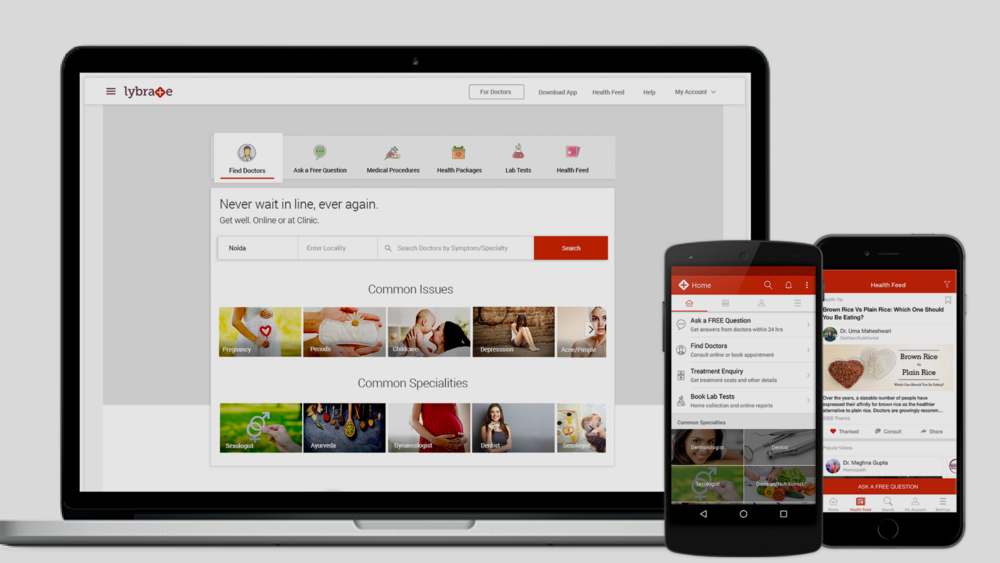 lybrate
For Doctors
Download App
Health Feed
Help
My Account
Find Doctors
Ask a Free Question
Medical Procedures
Health Packages
Lab Tests
Health Feed
Never wait in line, ever again.
Get well. Online or at Clinic.
Noida
Enter Locality
Search Doctors by Symptom/Specialty
Search
Common Issues
Pregnancy
Periods
Childcare
Depression
Acne/Pimple
Common Specialities
Sexologist
Ayurveda
Gynaecologist
Dentist
Sexologist
Home
Ask a FREE Question
Get answers from doctors within 24 hrs
Find Doctors
Consult online or book appointment
Treatment Enquiry
Get treatment costs and other details
Book Lab Tests
Home collection and online reports
Common Specialties
Dermatologist
Dentist
Sexologist
Dietitian/Nutritionist
Health Feed
Health Tip
Brown Rice Vs Plain Rice: Which One Should
You Be Eating?
Dr. Uma Maheshwari
Dietitian/Nutritionist
Brown Rice
Vs
Plain Rice
Which One Should You Be Eating?
Over the years, a sizeable number of people have
expressed their affinity for brown rice as the healthier
alternative to plain rice. Doctors are growingly recomm...
Thanks
Thanked
Consult
Share
Popular Videos
Dr. Meghna Gupta
Homeopath
ASK A FREE QUESTION
Home
Health Feed
Search
My Account